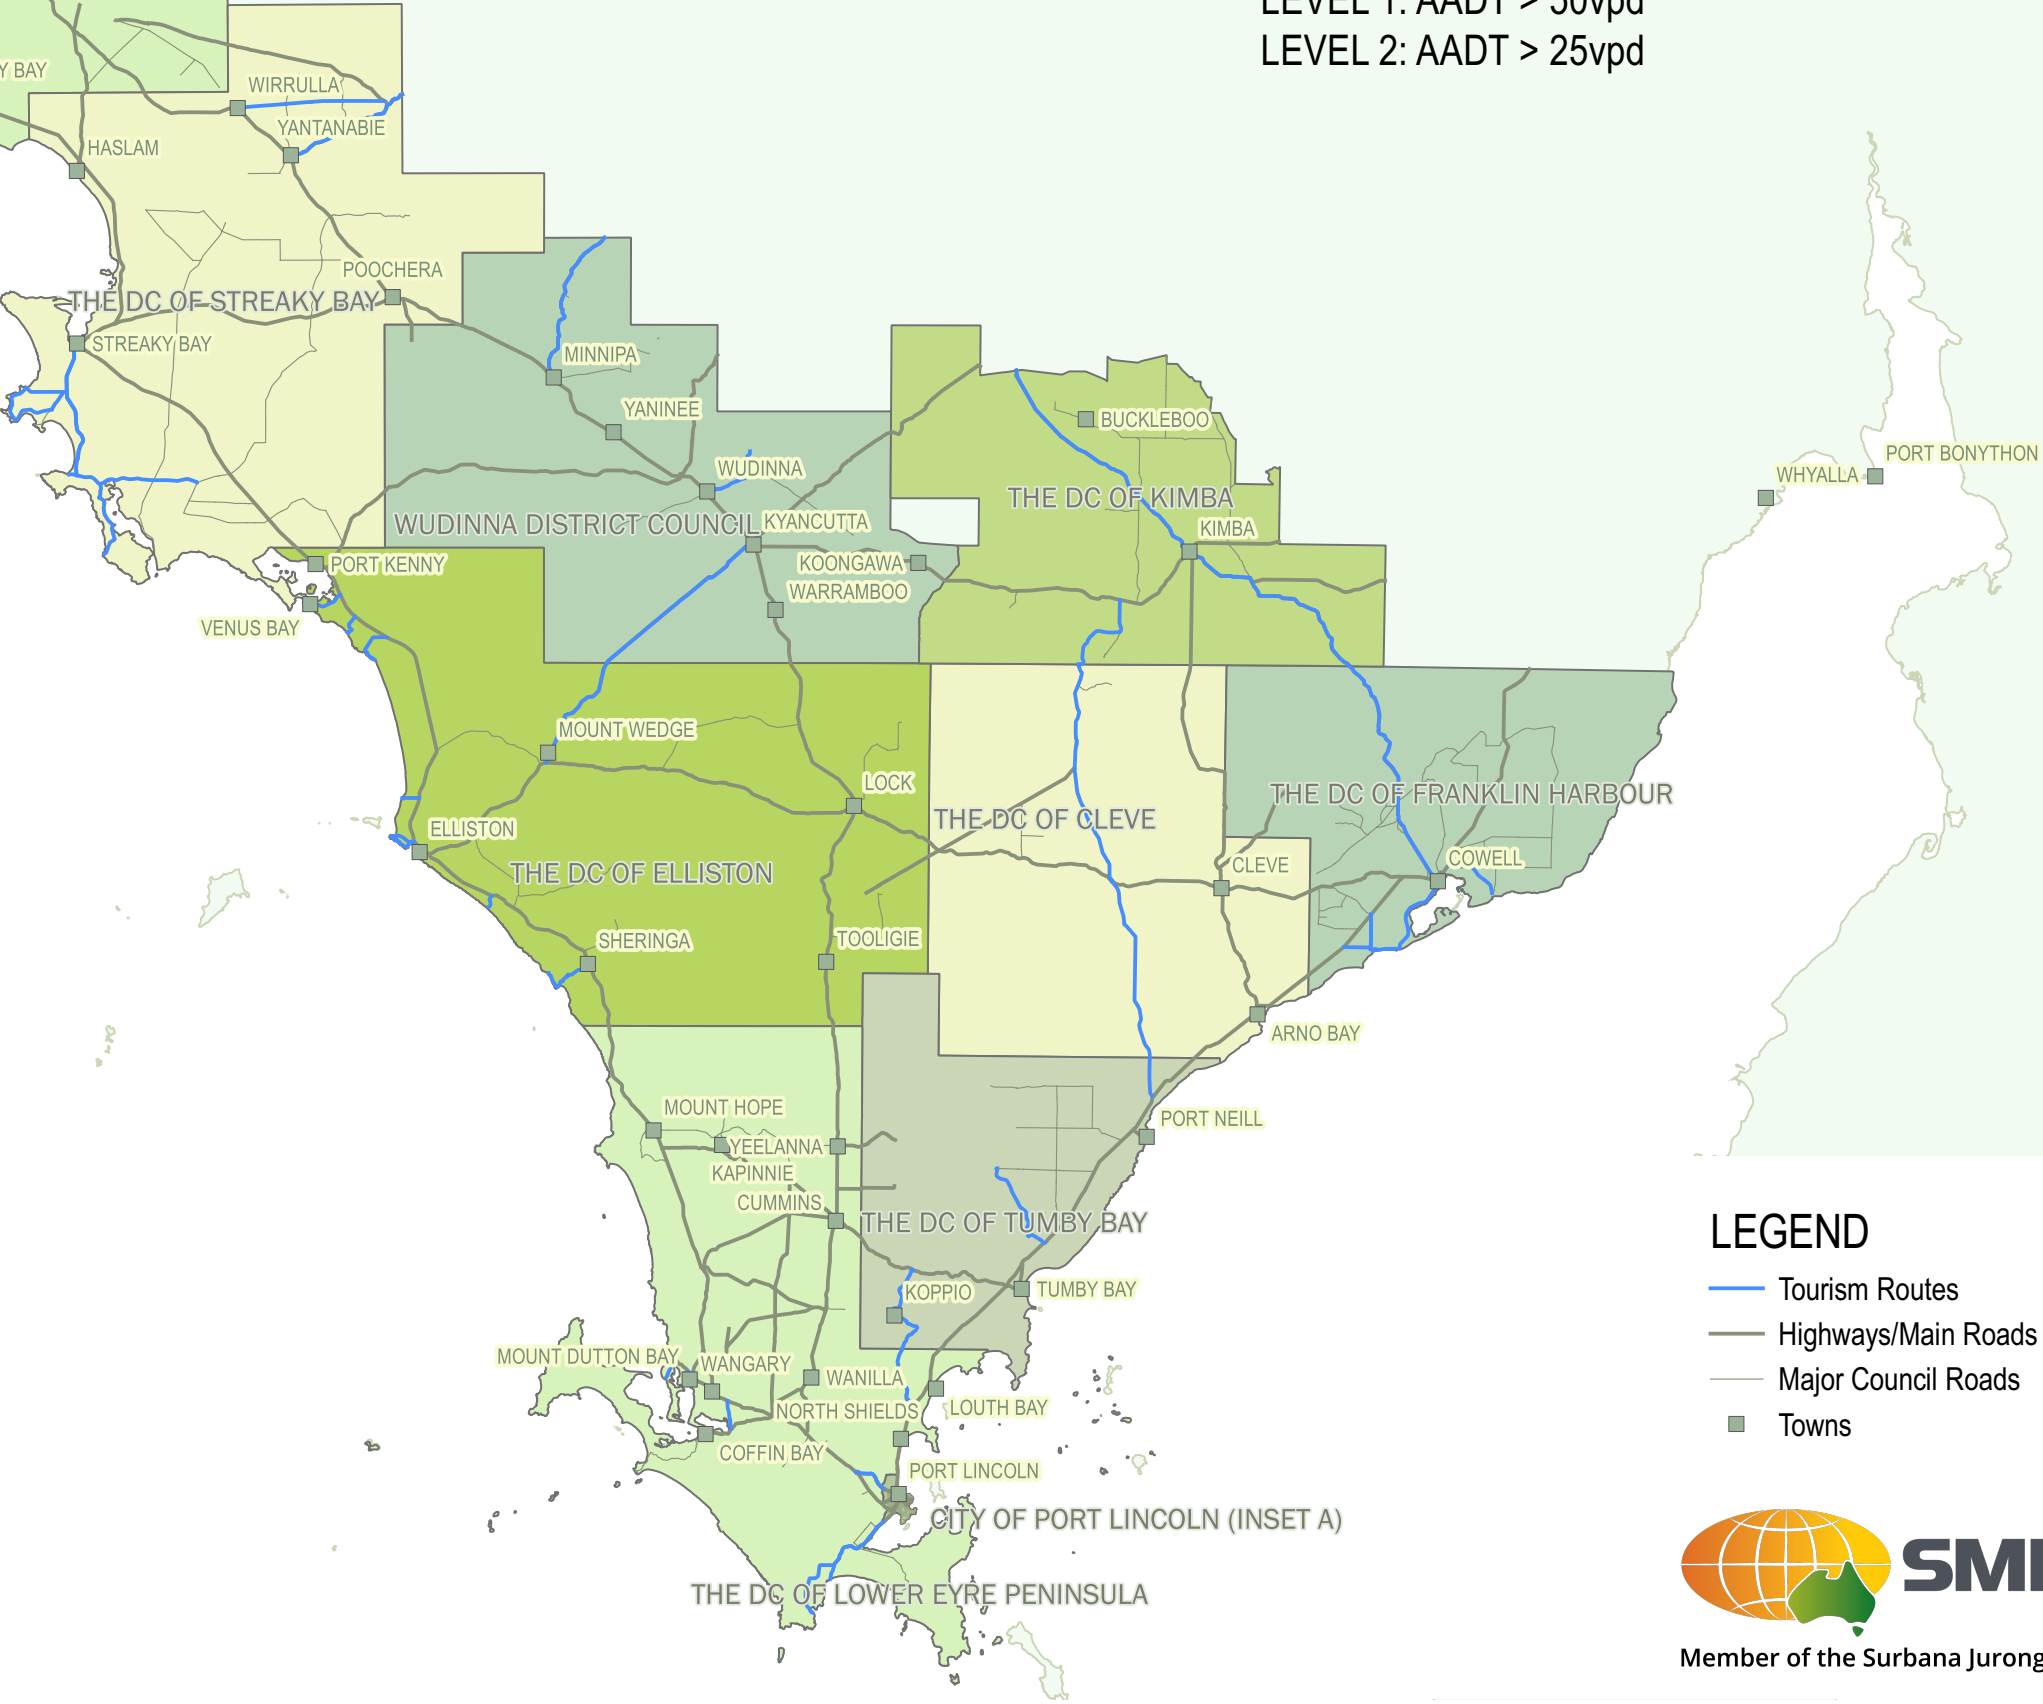 LEVEL 1: AADT > 50vpd
LEVEL 2: AADT > 25vpd
Y BAY
WIRRULLA
YANTANABIE
HASLAM
POOCHERA
THE DC OF STREAKY BAY
STREAKY BAY
MINNIPA
YANINEE
BUCKLEBOO
PORT BONYTHON
WUDINNA
WHYALLA
THE DC OF KIMBA
WUDINNA DISTRICT COUNCIL
KYANCUTTA
KIMBA
PORT KENNY
KOONGAWA
WARRAMBOO
VENUS BAY
MOUNT WEDGE
LOCK
THE DC OF FRANKLIN HARBOUR
THE DC OF CLEVE
ELLISTON
COWELL
CLEVE
THE DC OF ELLISTON
SHERINGA
TOOLIGIE
ARNO BAY
MOUNT HOPE
PORT NEILL
YEELANNA
KAPINNIE
CUMMINS
THE DC OF TUMBY BAY
KOPPIO
TUMBY BAY
MOUNT DUTTON BAY
WANGARY
WANILLA
NORTH SHIELDS
LOUTH BAY
COFFIN BAY
PORT LINCOLN
CITY OF PORT LINCOLN (INSET A)
THE DC OF LOWER EYRE PENINSULA
LEGEND
Tourism Routes
Highways/Main Roads
Major Council Roads
Towns
Member of the Surbana Jurong